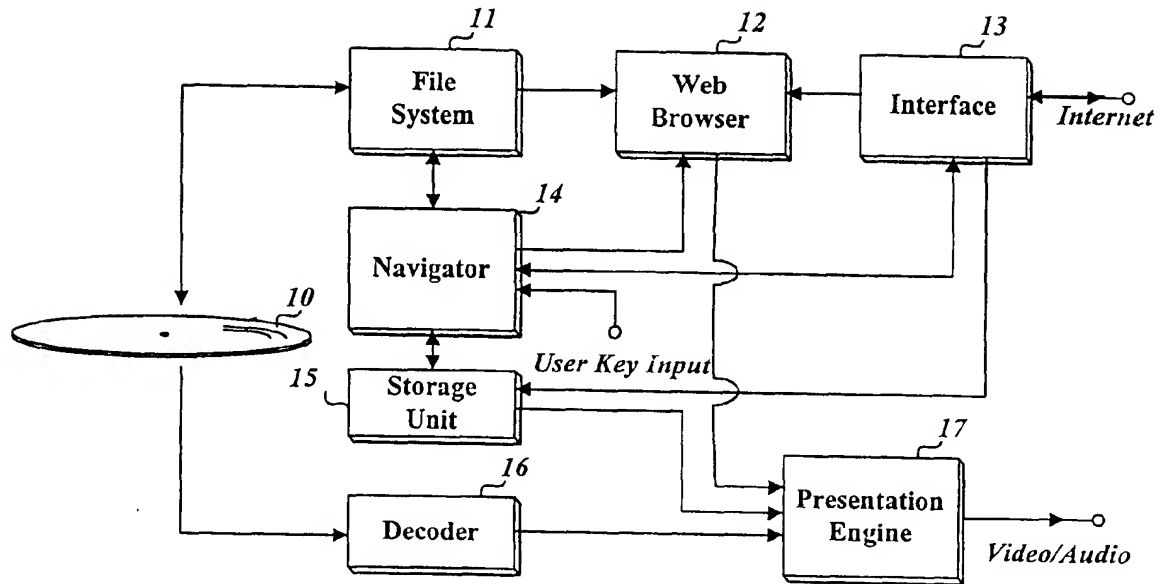 11
12
13
File
System
Web
Browser
Interface
Internet
14
Navigator
10
User Key Input
15
Storage
Unit
16
17
Decoder
Presentation
Engine
Video/Audio